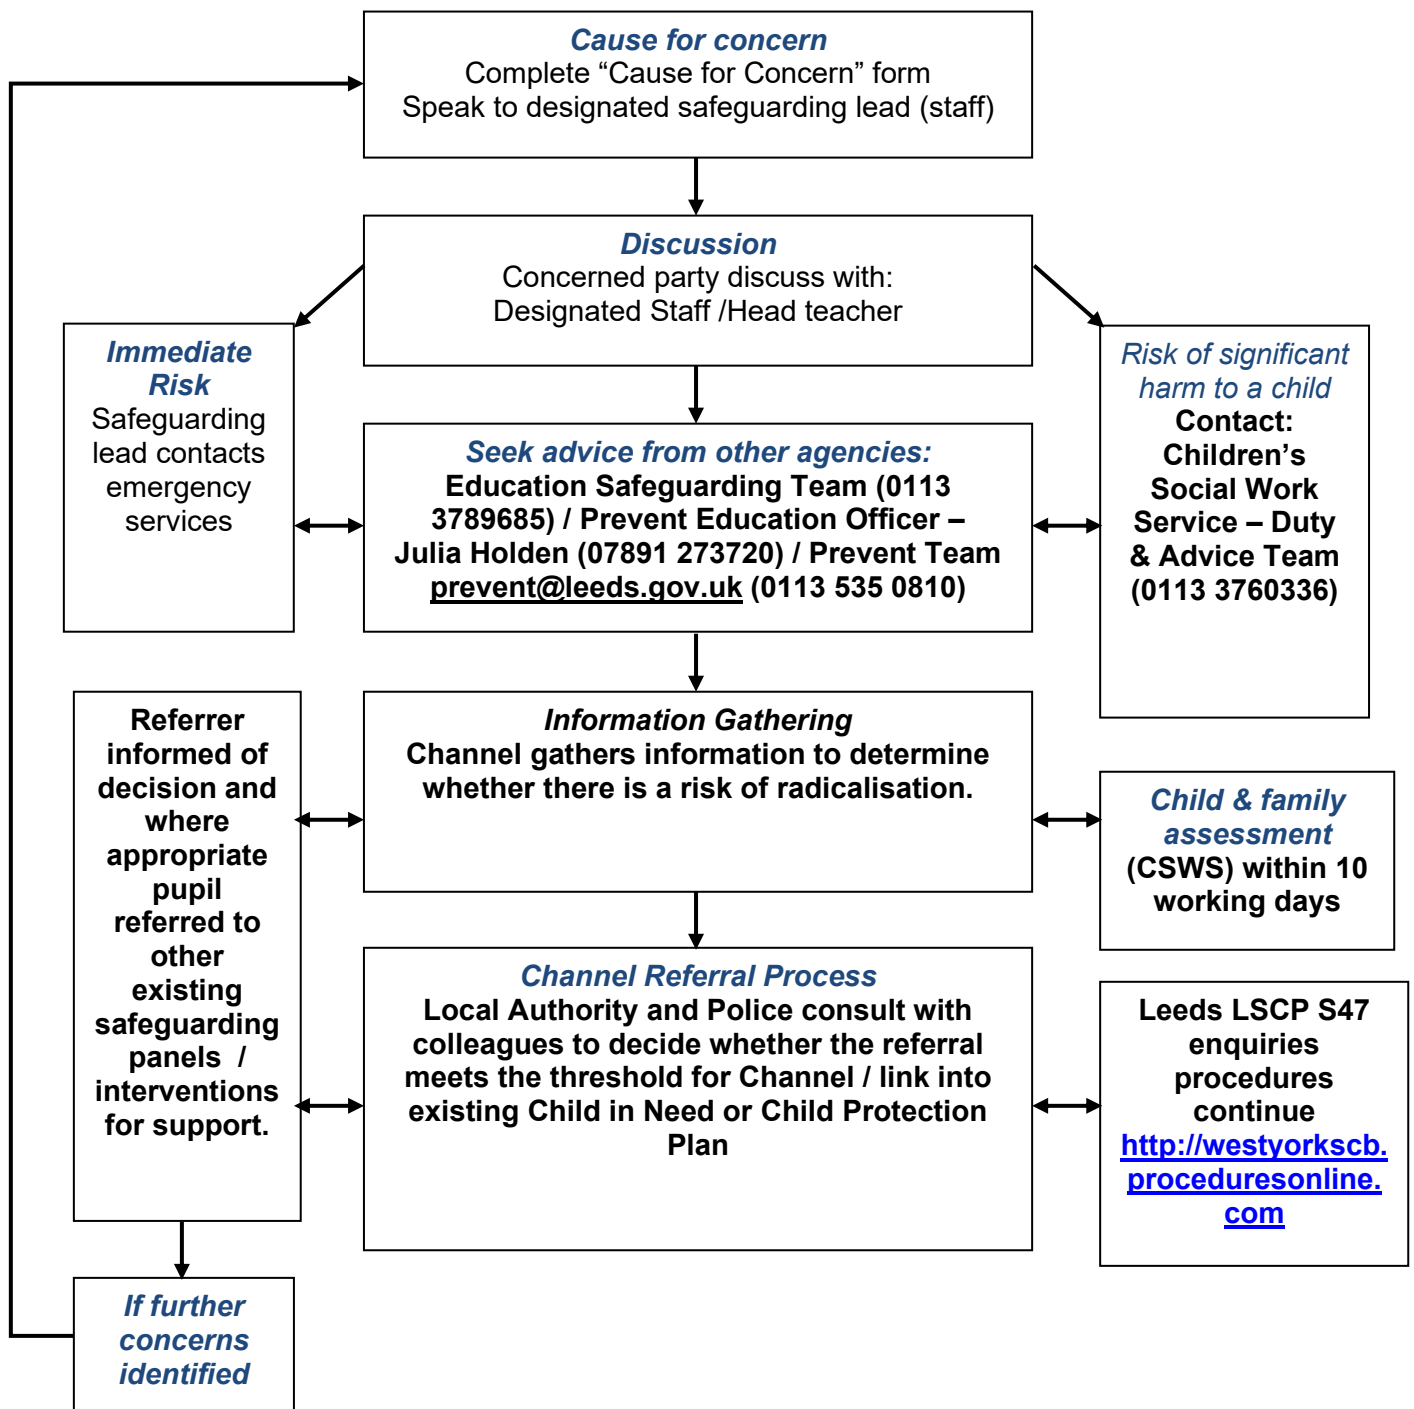 Cause for concern
Complete “Cause for Concern” form
Speak to designated safeguarding lead (staff)
Discussion
Concerned party discuss with:
Designated Staff /Head teacher
Immediate
Risk
Safeguarding
lead contacts
emergency
services
Seek advice from other agencies:
Education Safeguarding Team (0113
3789685) / Prevent Education Officer –
Julia Holden (07891 273720) / Prevent Team
prevent@leeds.gov.uk (0113 535 0810)
Risk of significant
harm to a child
Contact:
Children’s
Social Work
Service – Duty
& Advice Team
(0113 3760336)
Referrer
informed of
decision and
where
appropriate
pupil
referred to
other
existing
safeguarding
panels /
interventions
for support.
Information Gathering
Channel gathers information to determine
whether there is a risk of radicalisation.
Child & family
assessment
(CSWS) within 10
working days
Channel Referral Process
Local Authority and Police consult with
colleagues to decide whether the referral
meets the threshold for Channel / link into
existing Child in Need or Child Protection
Plan
Leeds LSCP S47
enquiries
procedures
continue
http://westyorkscb.
proceduresonline.
com
If further
concerns
identified